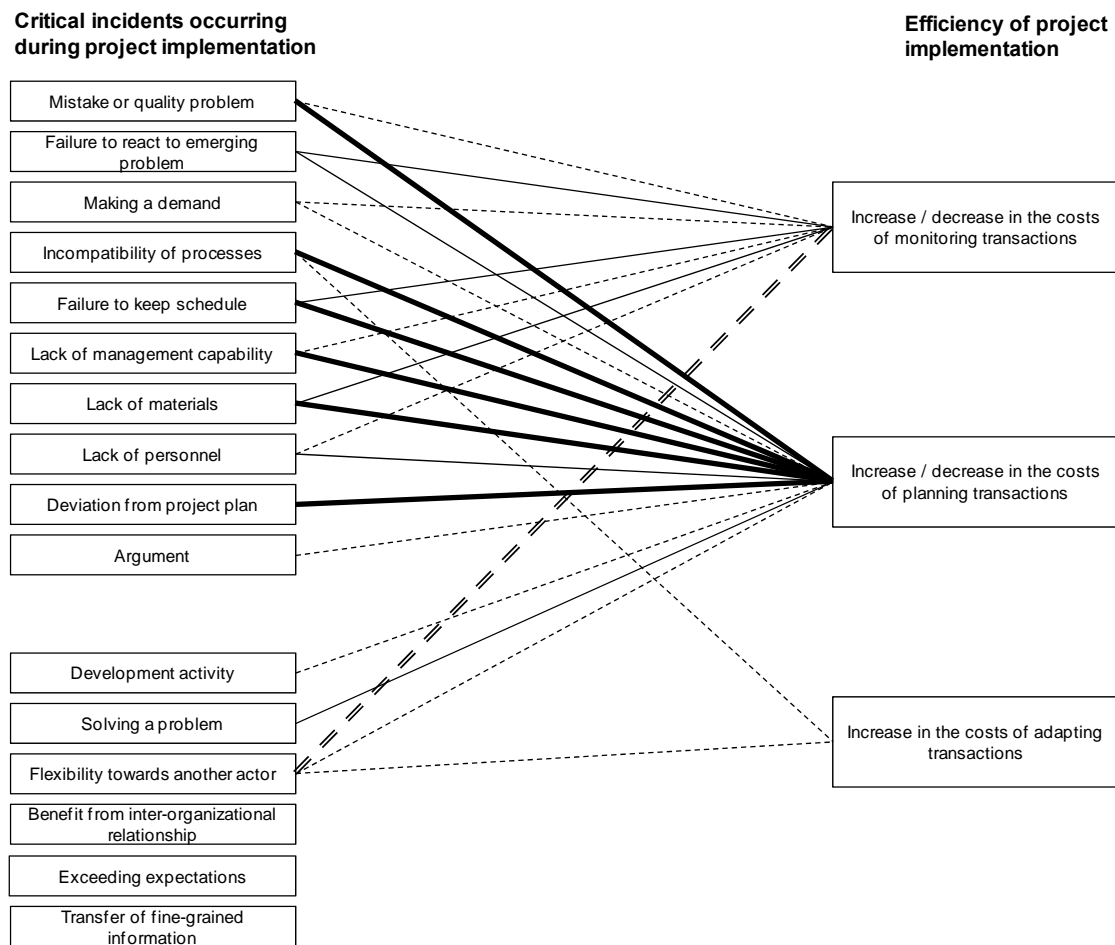 Critical incidents occurring
during project implementation
Efficiency of project
implementation
Mistake or quality problem
Failure to react to emerging
problem
Making a demand
Incompatibility of processes
Failure to keep schedule
Lack of management capability
Lack of materials
Lack of personnel
Deviation from project plan
Argument
Development activity
Solving a problem
Flexibility towards another actor
Benefit from inter-organizational
relationship
Exceeding expectations
Transfer of fine-grained
information
Increase / decrease in the costs
of monitoring transactions
Increase / decrease in the costs
of planning transactions
Increase in the costs of adapting
transactions